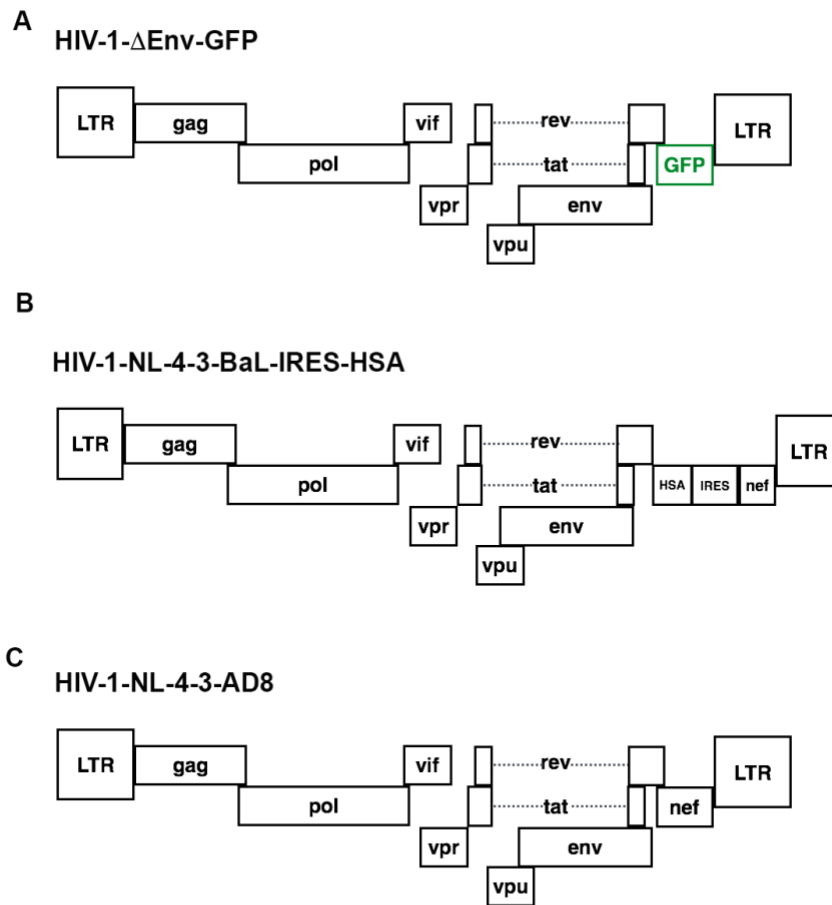 A
HIV-1-ΔEnv-GFP
LTR gag vif rev LTR
pol tat GFP
vpr env
vpu
B
HIV-1-NL-4-3-BaL-IRES-HSA
LTR gag vif rev LTR
pol tat HSA IRES nef
vpr env
vpu
C
HIV-1-NL-4-3-AD8
LTR gag vif rev LTR
pol tat nef
vpr env
vpu